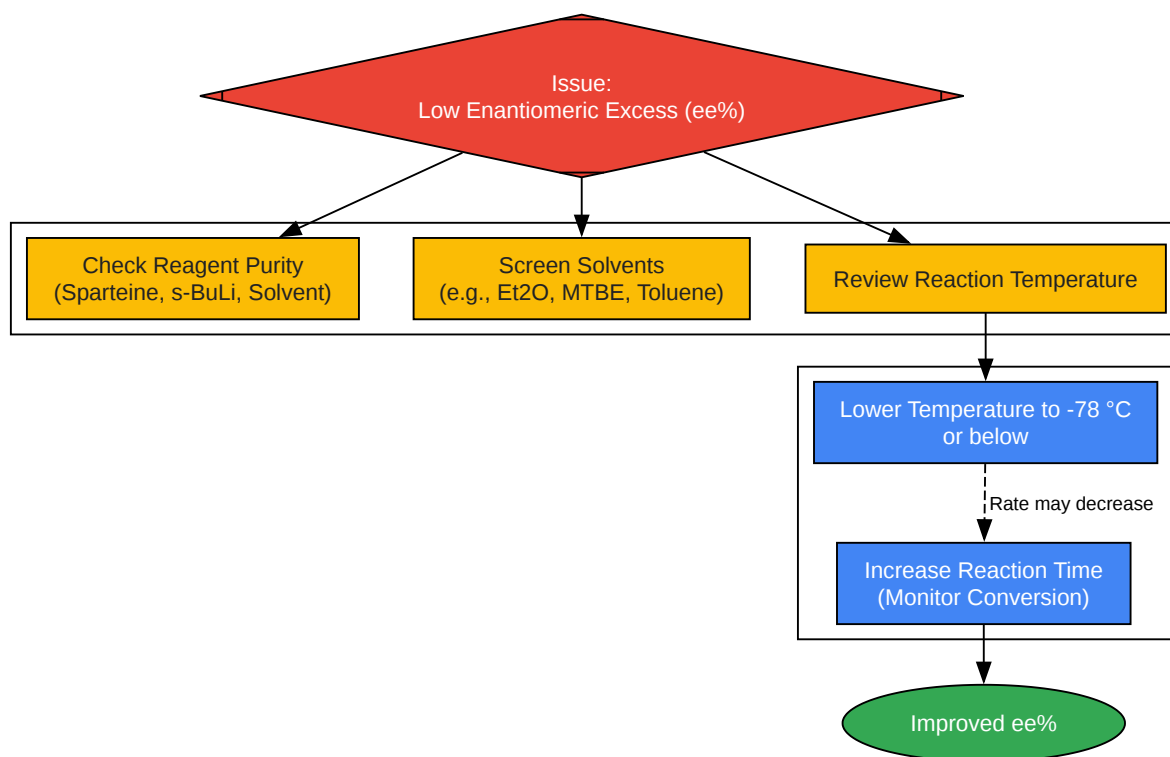 Issue:
Low Enantiomeric Excess (ee%)
Check Reagent Purity
(Sparteine, s-BuLi, Solvent)
Screen Solvents
(e.g., Et2O, MTBE, Toluene)
Review Reaction Temperature
Lower Temperature to -78 °C
or below
Rate may decrease
Increase Reaction Time
(Monitor Conversion)
Improved ee%